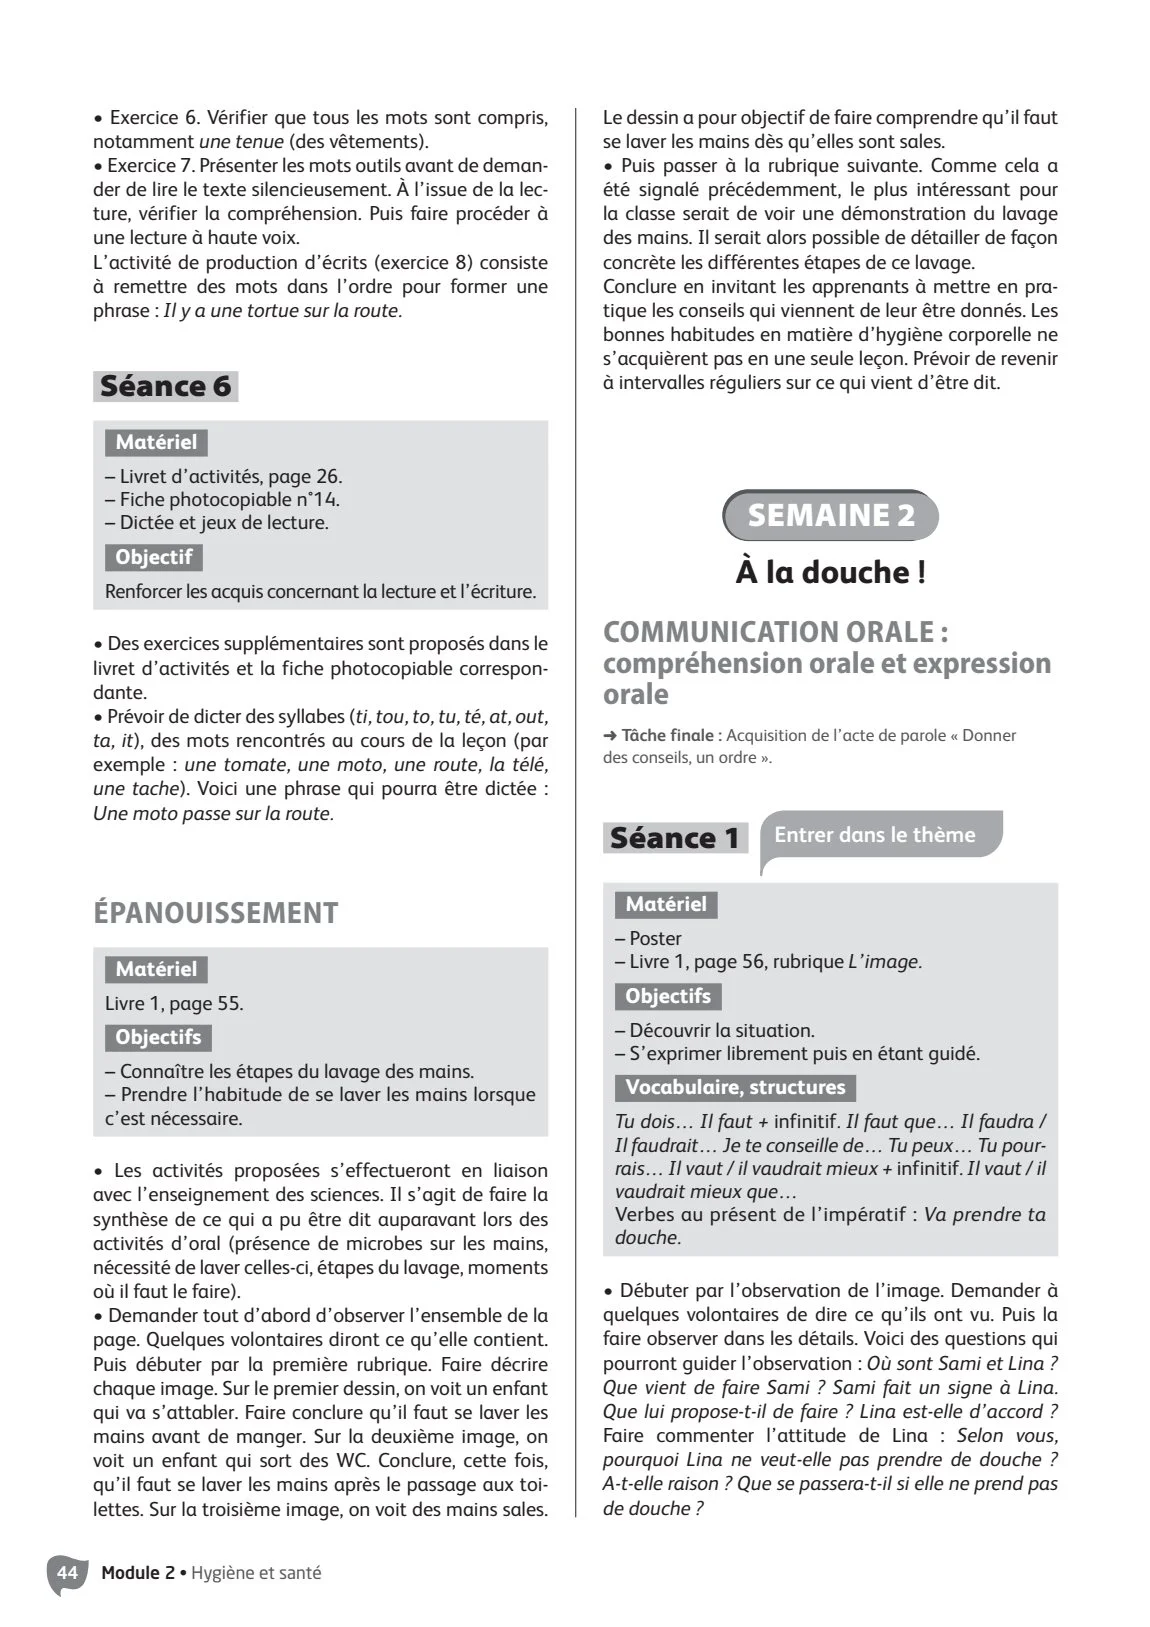 • Exercice 6. Vérifier que tous les mots sont compris,
notamment une tenue (des vêtements).
• Exercice 7. Présenter les mots outils avant de deman-
der de lire le texte silencieusement. À l’issue de la lec-
ture, vérifier la compréhension. Puis faire procéder à
une lecture à haute voix.
L’activité de production d’écrits (exercice 8) consiste
à remettre des mots dans l’ordre pour former une
phrase : Il y a une tortue sur la route.
Séance 6
Matériel
– Livret d’activités, page 26.
– Fiche photocopiable n°14.
– Dictée et jeux de lecture.
Objectif
Renforcer les acquis concernant la lecture et l’écriture.
• Des exercices supplémentaires sont proposés dans le
livret d’activités et la fiche photocopiable correspon-
dante.
• Prévoir de dicter des syllabes (ti, tou, to, tu, té, at, out,
ta, it), des mots rencontrés au cours de la leçon (par
exemple : une tomate, une moto, une route, la télé,
une tache). Voici une phrase qui pourra être dictée :
Une moto passe sur la route.
ÉPANOUISSEMENT
Matériel
Livre 1, page 55.
Objectifs
– Connaître les étapes du lavage des mains.
– Prendre l’habitude de se laver les mains lorsque
c’est nécessaire.
• Les activités proposées s’effectueront en liaison
avec l’enseignement des sciences. Il s’agit de faire la
synthèse de ce qui a pu être dit auparavant lors des
activités d’oral (présence de microbes sur les mains,
nécessité de laver celles-ci, étapes du lavage, moments
où il faut le faire).
• Demander tout d’abord d’observer l’ensemble de la
page. Quelques volontaires diront ce qu’elle contient.
Puis débuter par la première rubrique. Faire décrire
chaque image. Sur le premier dessin, on voit un enfant
qui va s’attabler. Faire conclure qu’il faut se laver les
mains avant de manger. Sur la deuxième image, on
voit un enfant qui sort des WC. Conclure, cette fois,
qu’il faut se laver les mains après le passage aux toi-
lettes. Sur la troisième image, on voit des mains sales.
Le dessin a pour objectif de faire comprendre qu’il faut
se laver les mains dès qu’elles sont sales.
• Puis passer à la rubrique suivante. Comme cela a
été signalé précédemment, le plus intéressant pour
la classe serait de voir une démonstration du lavage
des mains. Il serait alors possible de détailler de façon
concrète les différentes étapes de ce lavage.
Conclure en invitant les apprenants à mettre en pra-
tique les conseils qui viennent de leur être donnés. Les
bonnes habitudes en matière d’hygiène corporelle ne
s’acquièrent pas en une seule leçon. Prévoir de revenir
à intervalles réguliers sur ce qui vient d’être dit.
SEMAINE 2
À la douche !
COMMUNICATION ORALE :
compréhension orale et expression
orale
➜ Tâche finale : Acquisition de l’acte de parole « Donner
des conseils, un ordre ».
Séance 1
Entrer dans le thème
Matériel
– Poster
– Livre 1, page 56, rubrique L’image.
Objectifs
– Découvrir la situation.
– S’exprimer librement puis en étant guidé.
Vocabulaire, structures
Tu dois… Il faut + infinitif. Il faut que… Il faudra /
Il faudrait… Je te conseille de… Tu peux… Tu pour-
rais… Il vaut / il vaudrait mieux + infinitif. Il vaut / il
vaudrait mieux que…
Verbes au présent de l’impératif : Va prendre ta
douche.
• Débuter par l’observation de l’image. Demander à
quelques volontaires de dire ce qu’ils ont vu. Puis la
faire observer dans les détails. Voici des questions qui
pourront guider l’observation : Où sont Sami et Lina ?
Que vient de faire Sami ? Sami fait un signe à Lina.
Que lui propose-t-il de faire ? Lina est-elle d’accord ?
Faire commenter l’attitude de Lina : Selon vous,
pourquoi Lina ne veut-elle pas prendre de douche ?
A-t-elle raison ? Que se passera-t-il si elle ne prend pas
de douche ?
44 Module 2 • Hygiène et santé